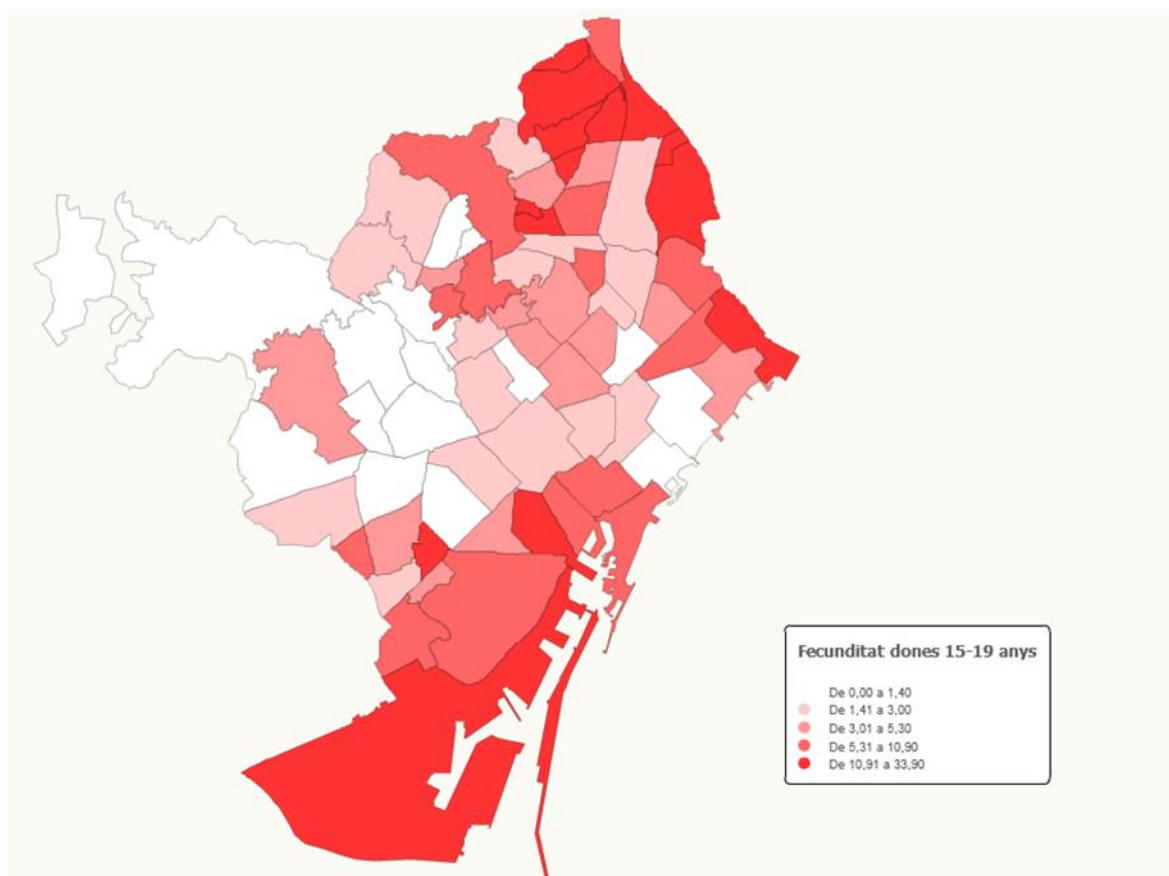 Fecunditat dones 15-19 anys
De 0,00 a 1,40
De 1,41 a 3,00
De 3,01 a 5,30
De 5,31 a 10,90
De 10,91 a 33,90